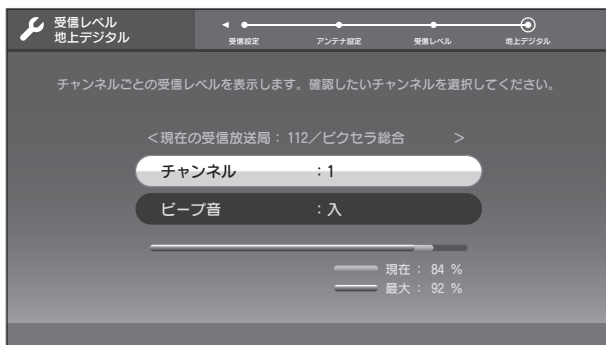 受信レベル
地上デジタル
受信設定 アンテナ設定 受信レベル 地上デジタル
チャンネルごとの受信レベルを表示します。確認したいチャンネルを選択してください。
<現在の受信放送局：112／ピクセラ総合 >
チャンネル ：1
ビープ音 ：入
現在： 84 %
最大： 92 %